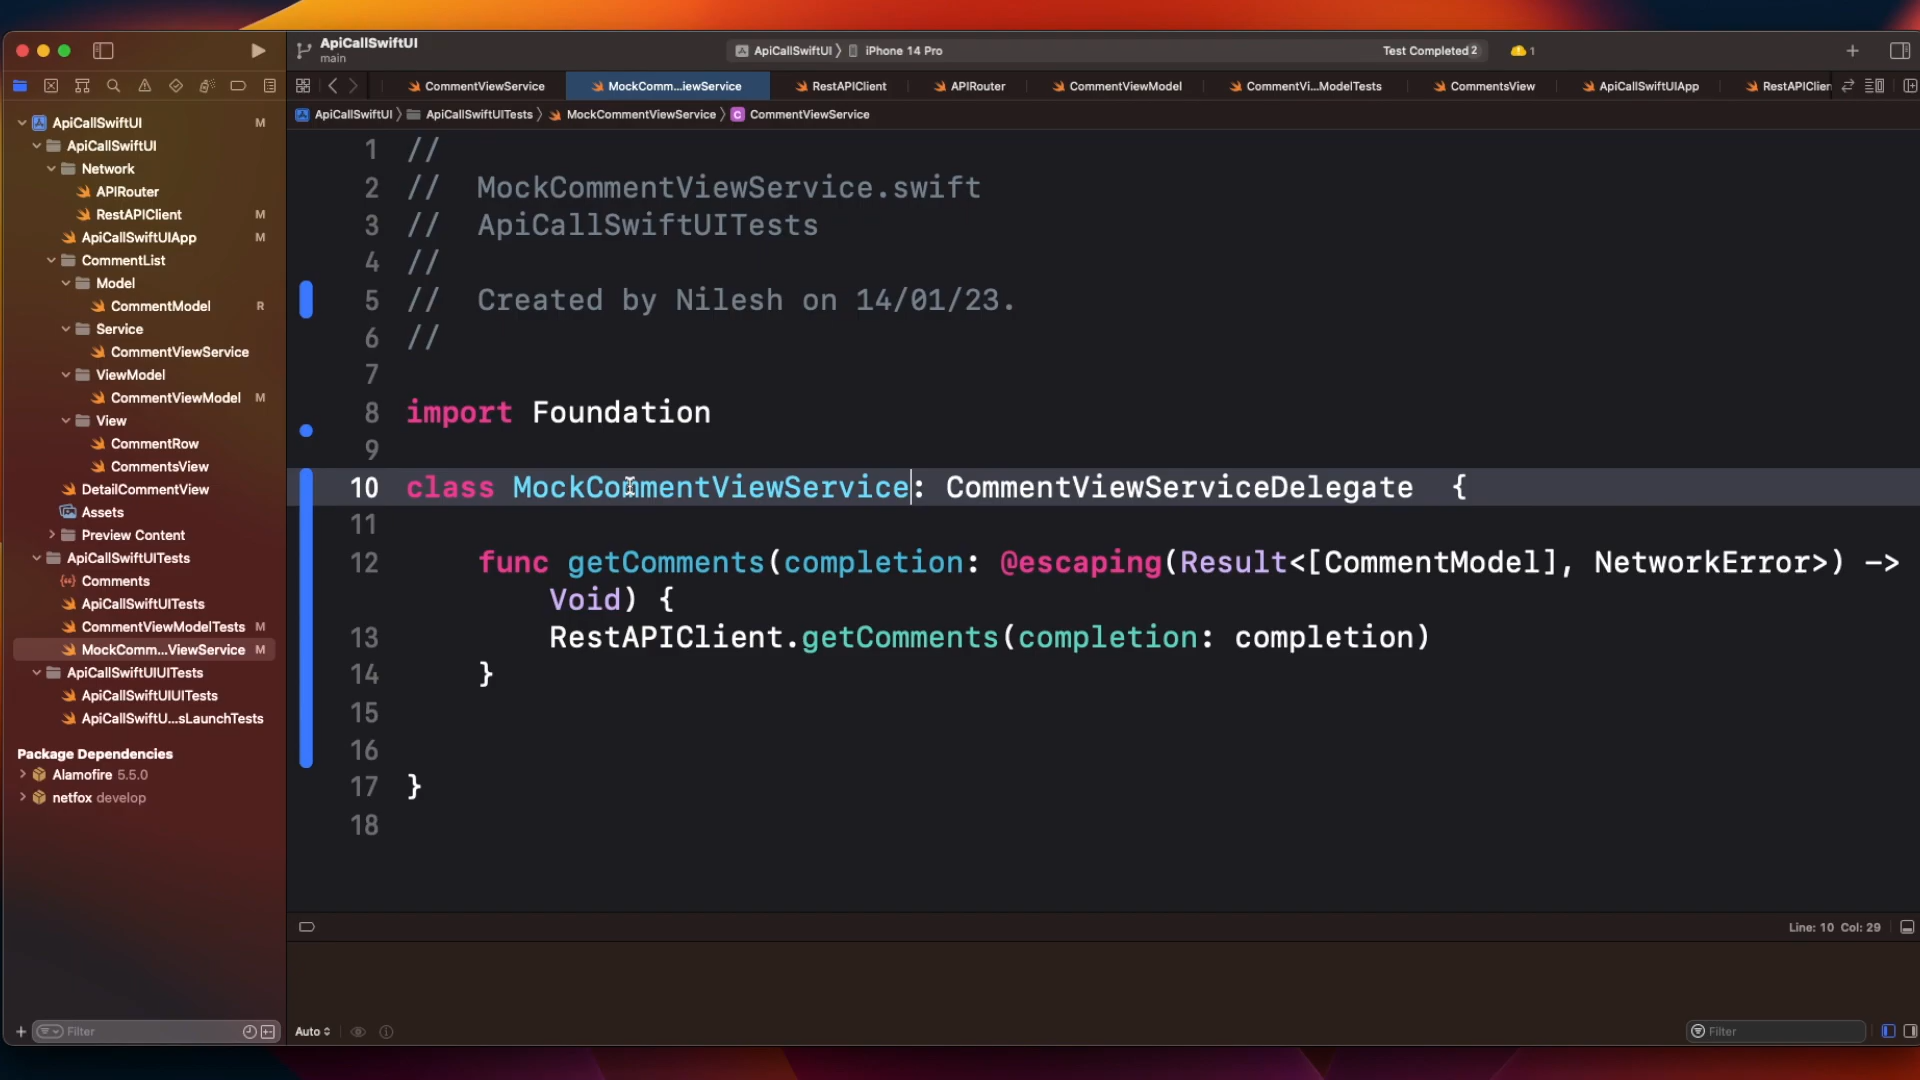 ApiCallSwiftUI
main
ApiCallSwiftUI 〉 iPhone 14 Pro
Test Completed 2
1
CommentViewService
MockComm...iewService
RestAPIClient
APIRouter
CommentViewModel
CommentVi...ModelTests
CommentsView
ApiCallSwiftUIApp
RestAPIClien
ApiCallSwiftUI 〉 ApiCallSwiftUITests 〉 MockCommentViewService 〉 C CommentViewService
ApiCallSwiftUI M
ApiCallSwiftUI
Network
APIRouter
RestAPIClient M
ApiCallSwiftUIApp M
CommentList
Model
CommentModel R
Service
CommentViewService
ViewModel
CommentViewModel M
View
CommentRow
CommentsView
DetailCommentView
Assets
Preview Content
ApiCallSwiftUITests
Comments
ApiCallSwiftUITests
CommentViewModelTests M
MockComm...ViewService M
ApiCallSwiftUIUITests
ApiCallSwiftUIUITests
ApiCallSwiftU...sLaunchTests
Package Dependencies
Alamofire 5.5.0
netfox develop
Filter
1 //
2 //  MockCommentViewService.swift
3 //  ApiCallSwiftUITests
4 //
5 //  Created by Nilesh on 14/01/23.
6 //
7
8 import Foundation
9
10 class MockCommentViewService: CommentViewServiceDelegate  {
11
12     func getComments(completion: @escaping(Result<[CommentModel], NetworkError>) ->
Void) {
13         RestAPIClient.getComments(completion: completion)
14     }
15
16
17 }
18
Line: 10 Col: 29
Auto
Filter